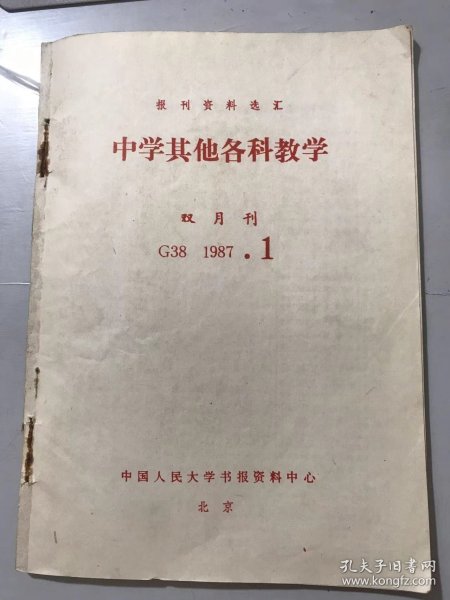 报刊资料选汇
中学其他各科教学
双月刊
G38 1987.1
中国人民大学书报资料中心
北京
孔夫子旧书网
www.kongfz.com